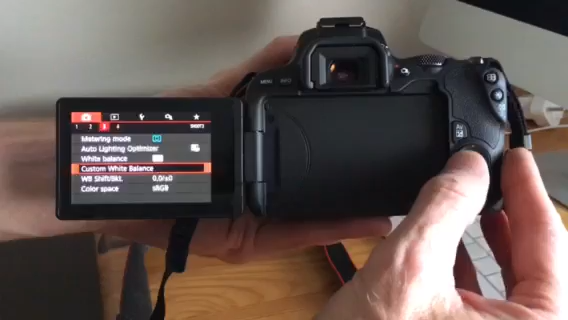 MENU INFO
1 2 3 4
SHOOT3
Metering mode
Auto Lighting Optimizer
White balance
Custom White Balance
WB Shift/Bkt. 0,0/±0
Color space sRGB